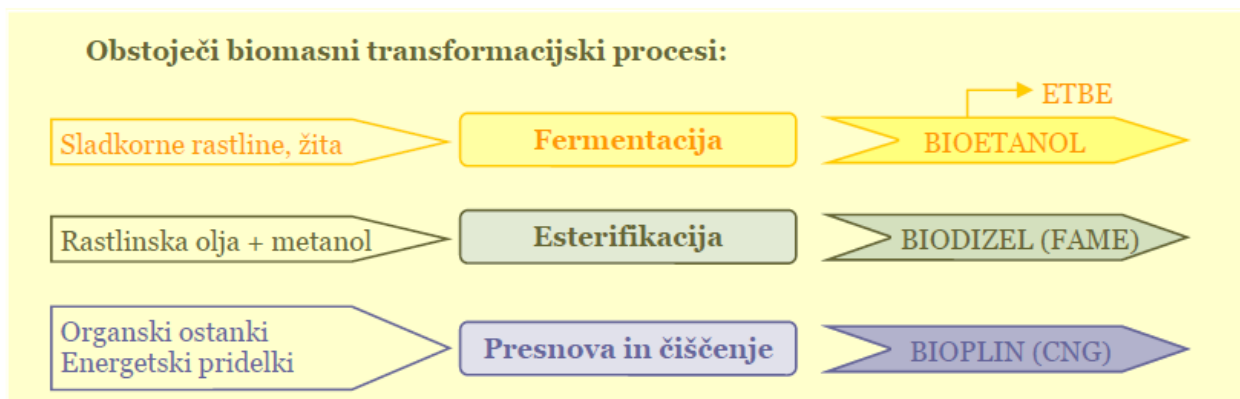 Obstoječi biomasni transformacijski procesi:
ETBE
Sladkorne rastline, žita
Fermentacija
BIOETANOL
Rastlinska olja + metanol
Esterifikacija
BIODIZEL (FAME)
Organski ostanki
Energetski pridelki
Presnova in čiščenje
BIOPLIN (CNG)